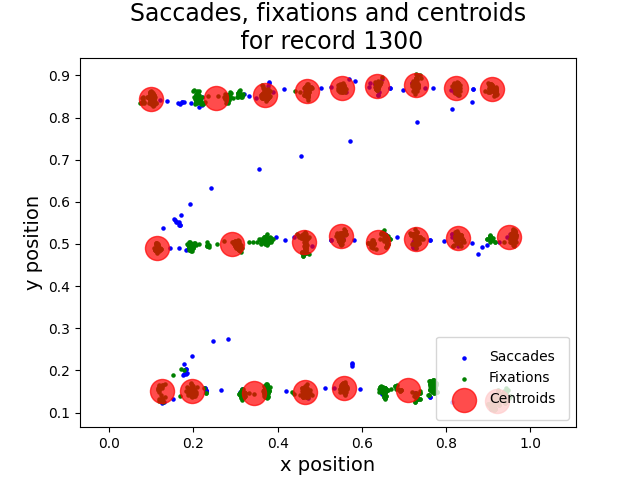 Saccades, fixations and centroids
for record 1300
y position
0.9
0.8
0.7
0.6
0.5
0.4
0.3
0.2
0.1
Saccades
Fixations
Centroids
0.0 0.2 0.4 0.6 0.8 1.0
x position